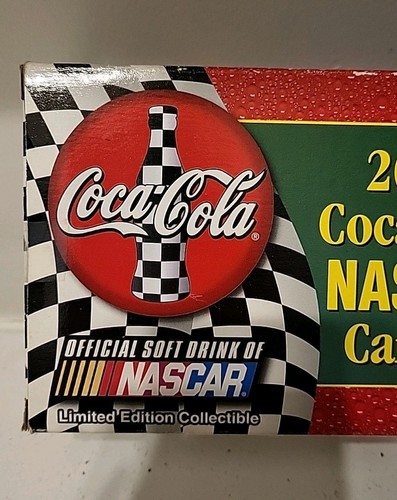 Coca-Cola®
OFFICIAL SOFT DRINK OF
NASCAR®
Limited Edition Collectible